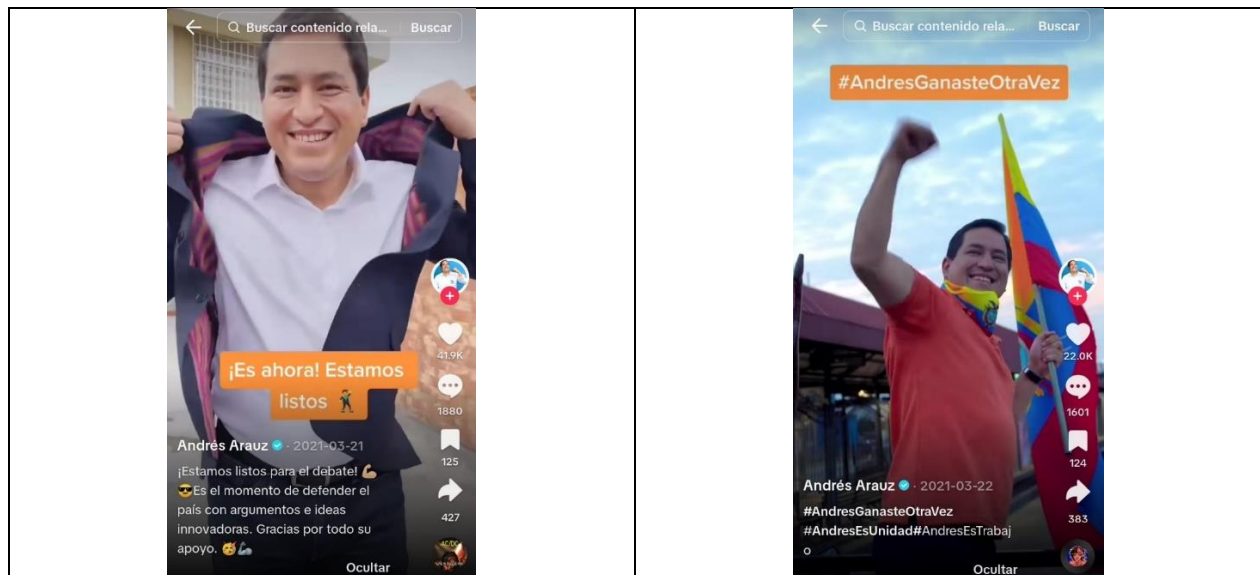 Buscar contenido rela... Buscar
¡Es ahora! Estamos
listos
41.9K
1880
125
427
Andrés Arauz · 2021-03-21
¡Estamos listos para el debate!
Es el momento de defender el
país con argumentos e ideas
innovadoras. Gracias por todo su
apoyo.
Ocultar
Buscar contenido rela... Buscar
#AndresGanasteOtraVez
22.0K
1601
124
383
Andrés Arauz · 2021-03-22
#AndresGanasteOtraVez
#AndresEsUnidad#AndresEsTrabaj
o
Ocultar